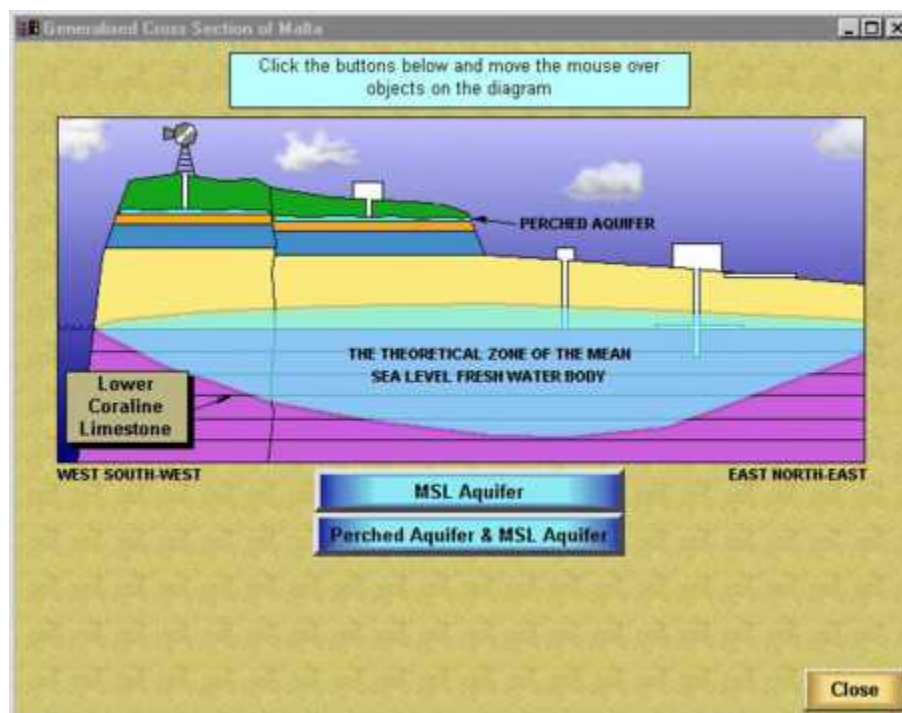 Generalised Cross Section of Malta
Click the buttons below and move the mouse over
objects on the diagram
PERCHED AQUIFER
THE THEORETICAL ZONE OF THE MEAN
SEA LEVEL FRESH WATER BODY
Lower
Coraline
Limestone
WEST SOUTH-WEST
EAST NORTH-EAST
MSL Aquifer
Perched Aquifer & MSL Aquifer
Close